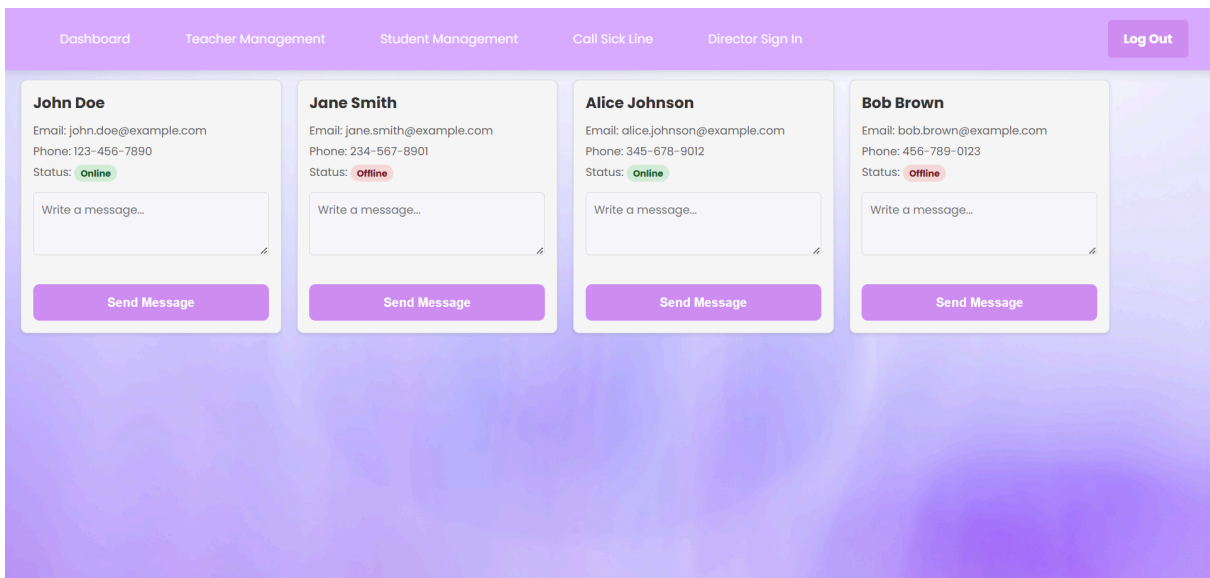 Dashboard Teacher Management Student Management Call Sick Line Director Sign In Log Out
John Doe
Email: john.doe@example.com
Phone: 123-456-7890
Status: Online
Write a message...
Send Message
Jane Smith
Email: jane.smith@example.com
Phone: 234-567-8901
Status: Offline
Write a message...
Send Message
Alice Johnson
Email: alice.johnson@example.com
Phone: 345-678-9012
Status: Online
Write a message...
Send Message
Bob Brown
Email: bob.brown@example.com
Phone: 456-789-0123
Status: Offline
Write a message...
Send Message